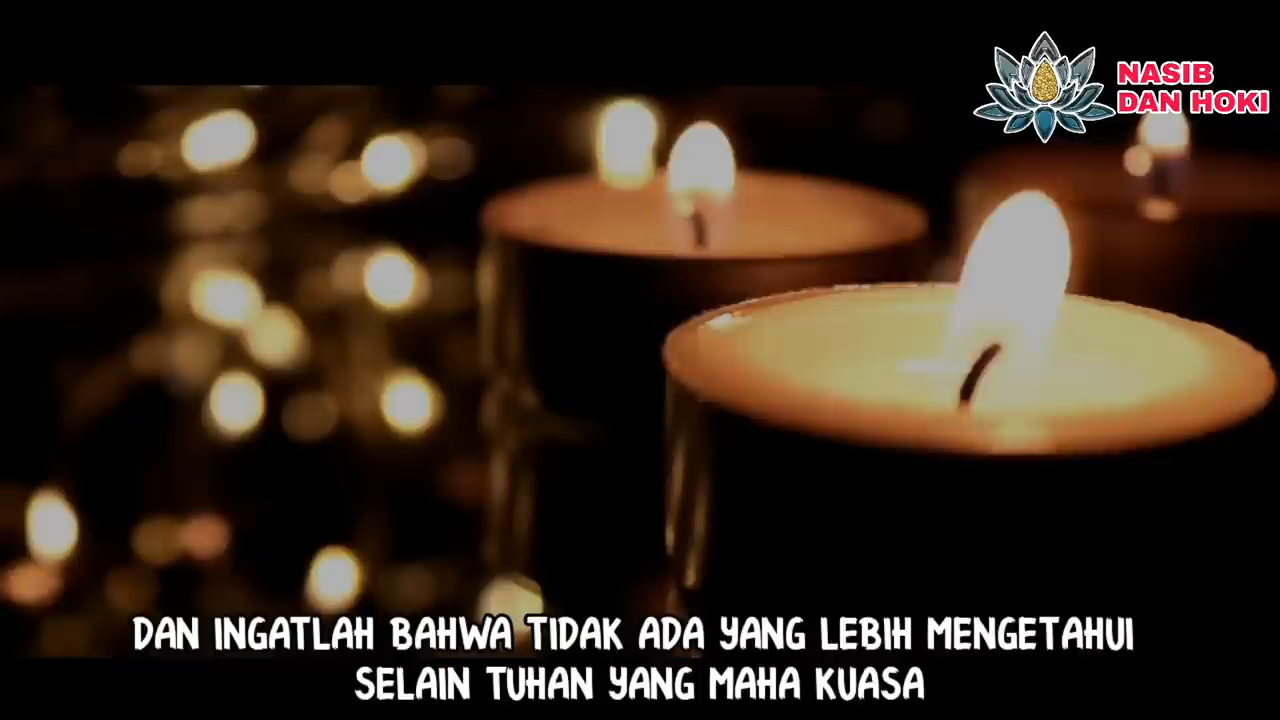 NASIB
DAN HOKI
DAN INGATLAH BAHWA TIDAK ADA YANG LEBIH MENGETAHUI
SELAIN TUHAN YANG MAHA KUASA